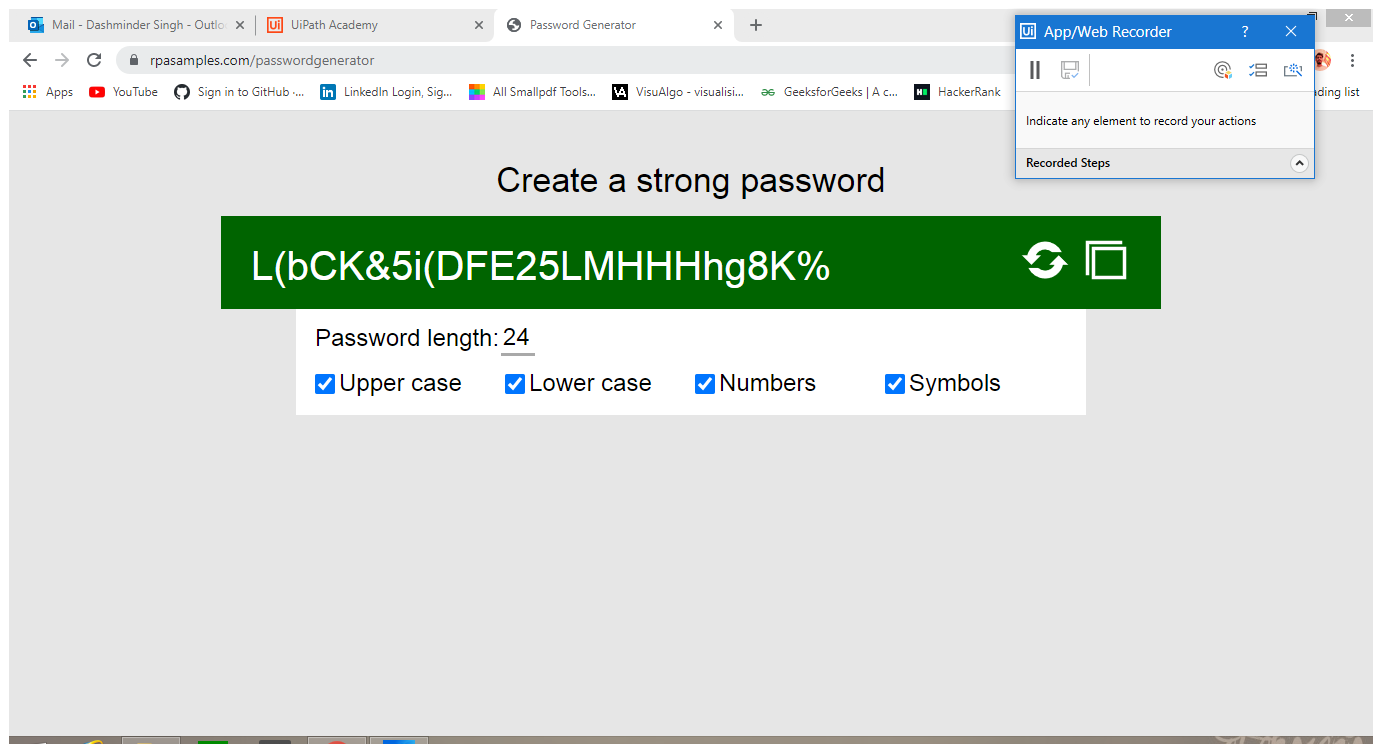 Mail - Dashminder Singh - Outlo
UiPath Academy
Password Generator
Ui App/Web Recorder ?
rpasamples.com/passwordgenerator
Apps
YouTube
Sign in to GitHub ·...
LinkedIn Login, Sig...
All Smallpdf Tools...
VisuAlgo - visualisi...
GeeksforGeeks | A c...
HackerRank
ding list
Indicate any element to record your actions
Recorded Steps
Create a strong password
L(bCK&5i(DFE25LMHHHhg8K%
Password length: 24
Upper case Lower case Numbers Symbols